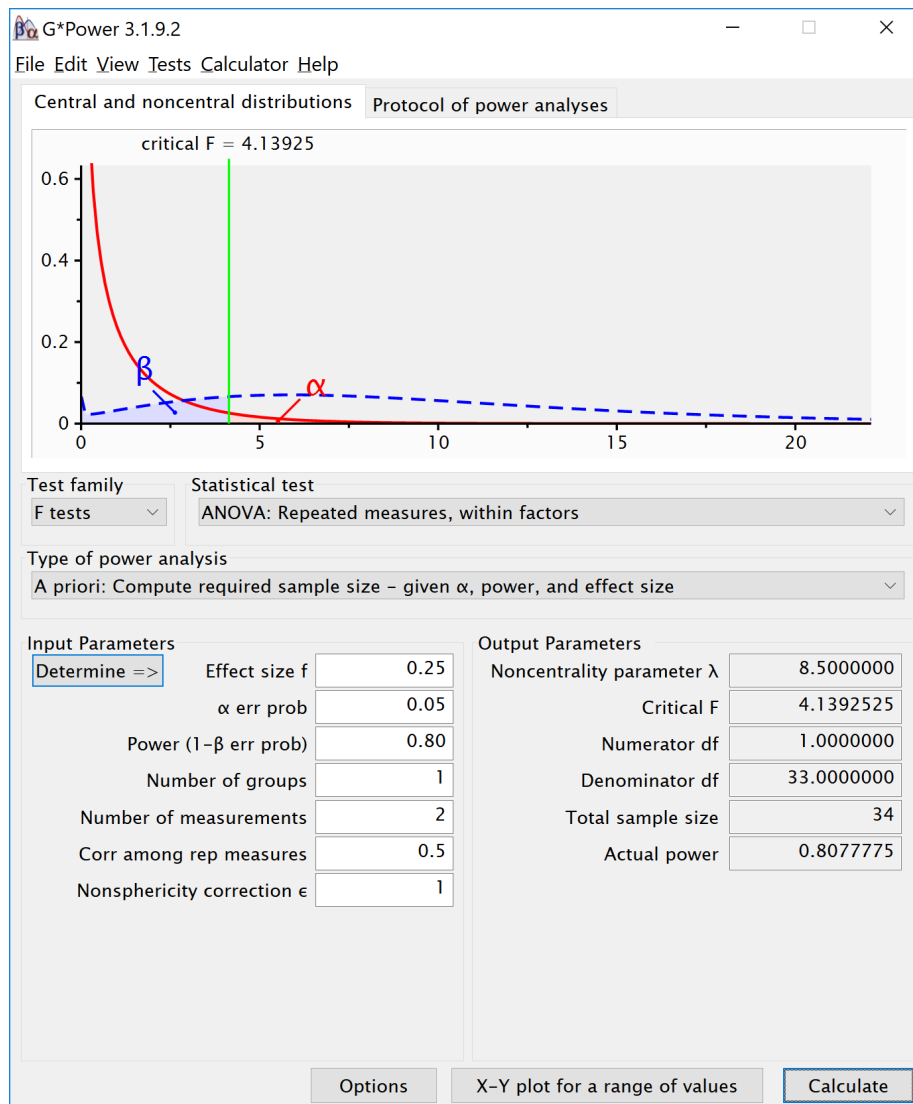 G*Power 3.1.9.2
File Edit View Tests Calculator Help
Central and noncentral distributions Protocol of power analyses
critical F = 4.13925
0.6
0.4
0.2
0
β
α
0 5 10 15 20
Test family Statistical test
F tests ANOVA: Repeated measures, within factors
Type of power analysis
A priori: Compute required sample size – given α, power, and effect size
Input Parameters Output Parameters
Determine => Effect size f 0.25 Noncentrality parameter λ 8.5000000
α err prob 0.05 Critical F 4.1392525
Power (1-β err prob) 0.80 Numerator df 1.0000000
Number of groups 1 Denominator df 33.0000000
Number of measurements 2 Total sample size 34
Corr among rep measures 0.5 Actual power 0.8077775
Nonsphericity correction ϵ 1
Options X-Y plot for a range of values Calculate